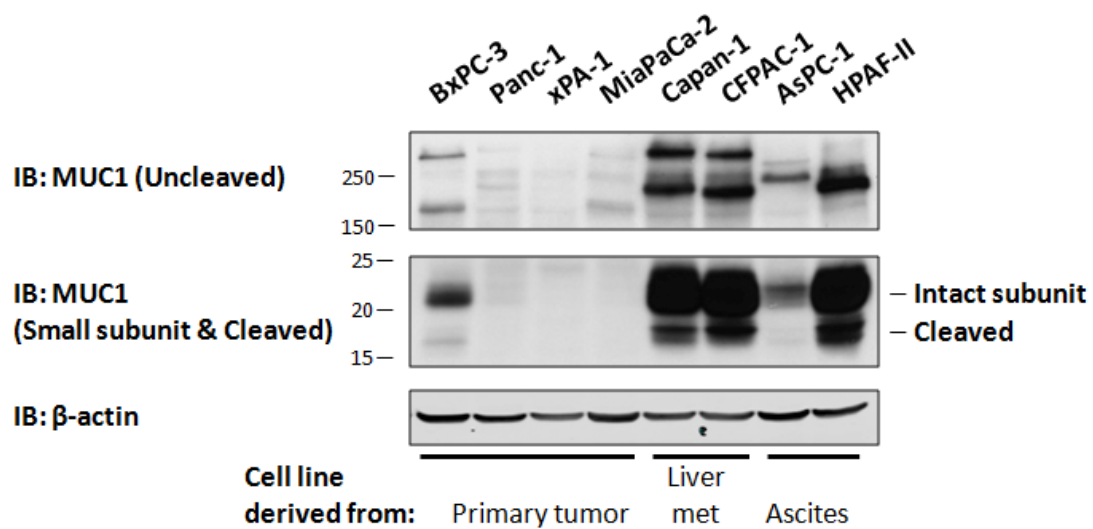 BxPC-3 Panc-1 xPA-1 MiaPaCa-2 Capan-1 CFPAC-1 AsPC-1 HPAF-II
IB: MUC1 (Uncleaved)
250
150
25
IB: MUC1
(Small subunit & Cleaved)
20
15
Intact subunit
Cleaved
IB: β-actin
Cell line
derived from:
Primary tumor
Liver
met
Ascites